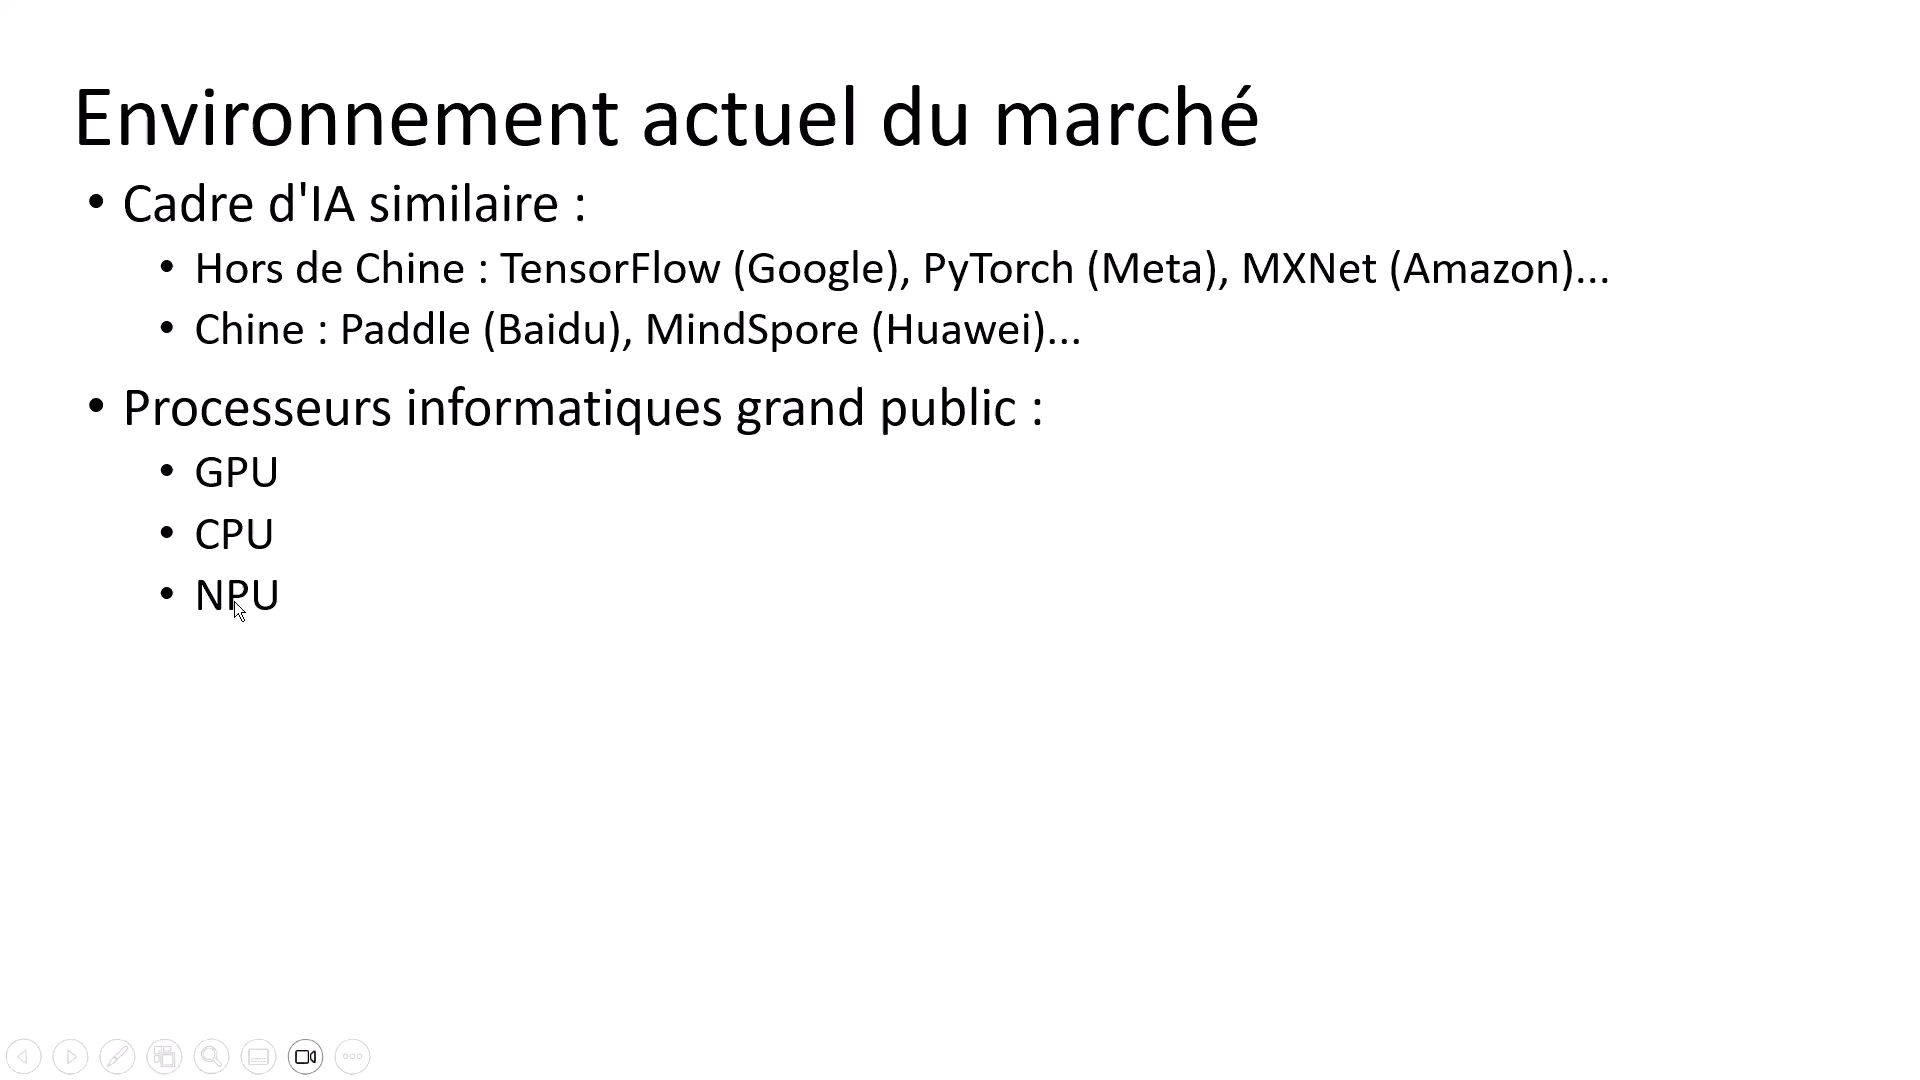 Environnement actuel du marché
• Cadre d'IA similaire :
• Hors de Chine : TensorFlow (Google), PyTorch (Meta), MXNet (Amazon)...
• Chine : Paddle (Baidu), MindSpore (Huawei)...
• Processeurs informatiques grand public :
• GPU
• CPU
• NPU